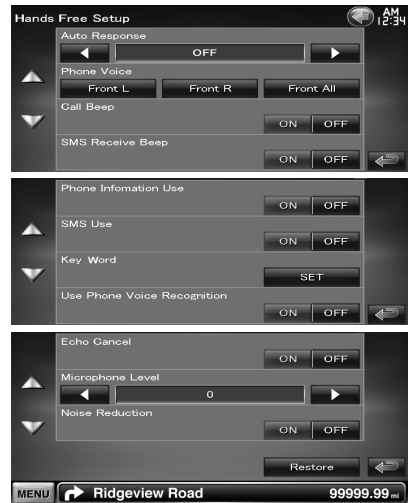 Hands Free Setup
AM
12:34
Auto Response
OFF
Phone Voice
Front L Front R Front All
Call Beep
ON OFF
SMS Receive Beep
ON OFF
Phone Infomation Use
ON OFF
SMS Use
ON OFF
Key Word
SET
Use Phone Voice Recognition
ON OFF
Echo Cancel
ON OFF
Microphone Level
0
Noise Reduction
ON OFF
Restore
MENU Ridgeview Road 99999.99 mi